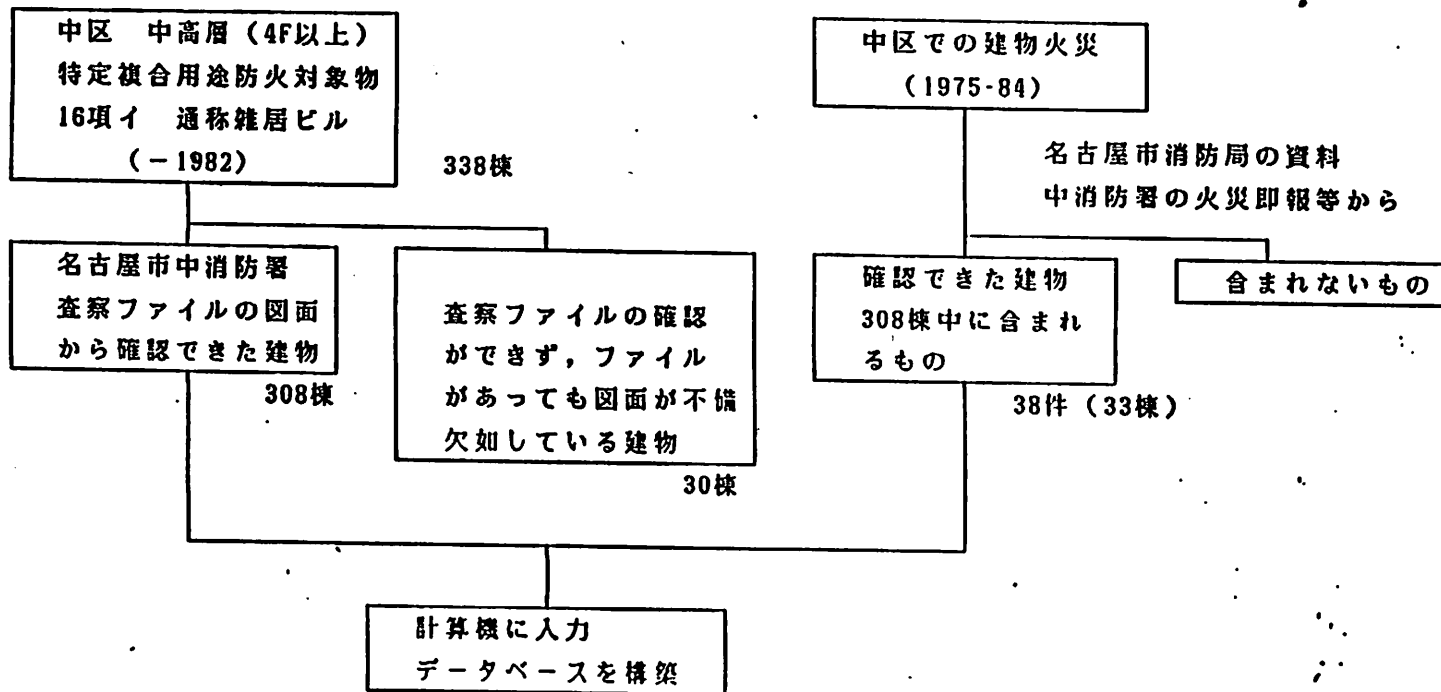 中区　中高層（4F以上）
特定複合用途防火対象物
16項イ　通称雑居ビル
（－1982）
338棟
中区での建物火災
（1975-84）
名古屋市消防局の資料
中消防署の火災即報等から
名古屋市中消防署
査察ファイルの図面
から確認できた建物
308棟
査察ファイルの確認
ができず，ファイル
があっても図面が不備
欠如している建物
30棟
確認できた建物
308棟中に含まれ
るもの
38件（33棟）
含まれないもの
計算機に入力
データベースを構築